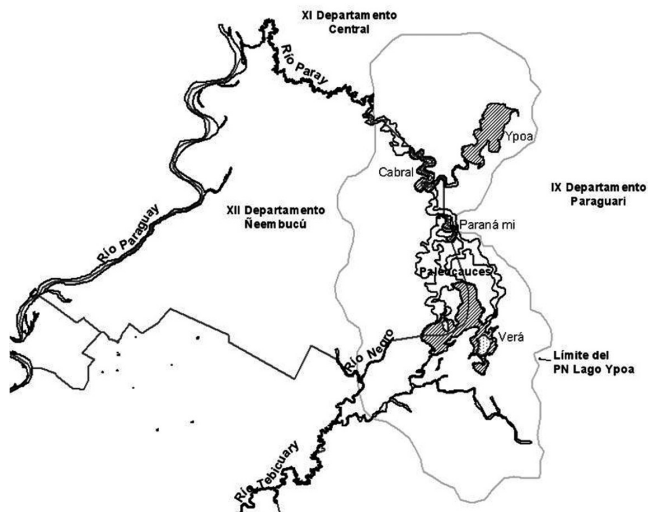 XI Departamento
Central
Río Paray
Ypoa
Cabral
IX Departamento
Paraguari
XII Departamento
Ñeembucú
Río Paraguay
Paraná mi
Paleocauces
Río Negro
Verá
Límite del
PN Lago Ypoa
Río Tebicuary